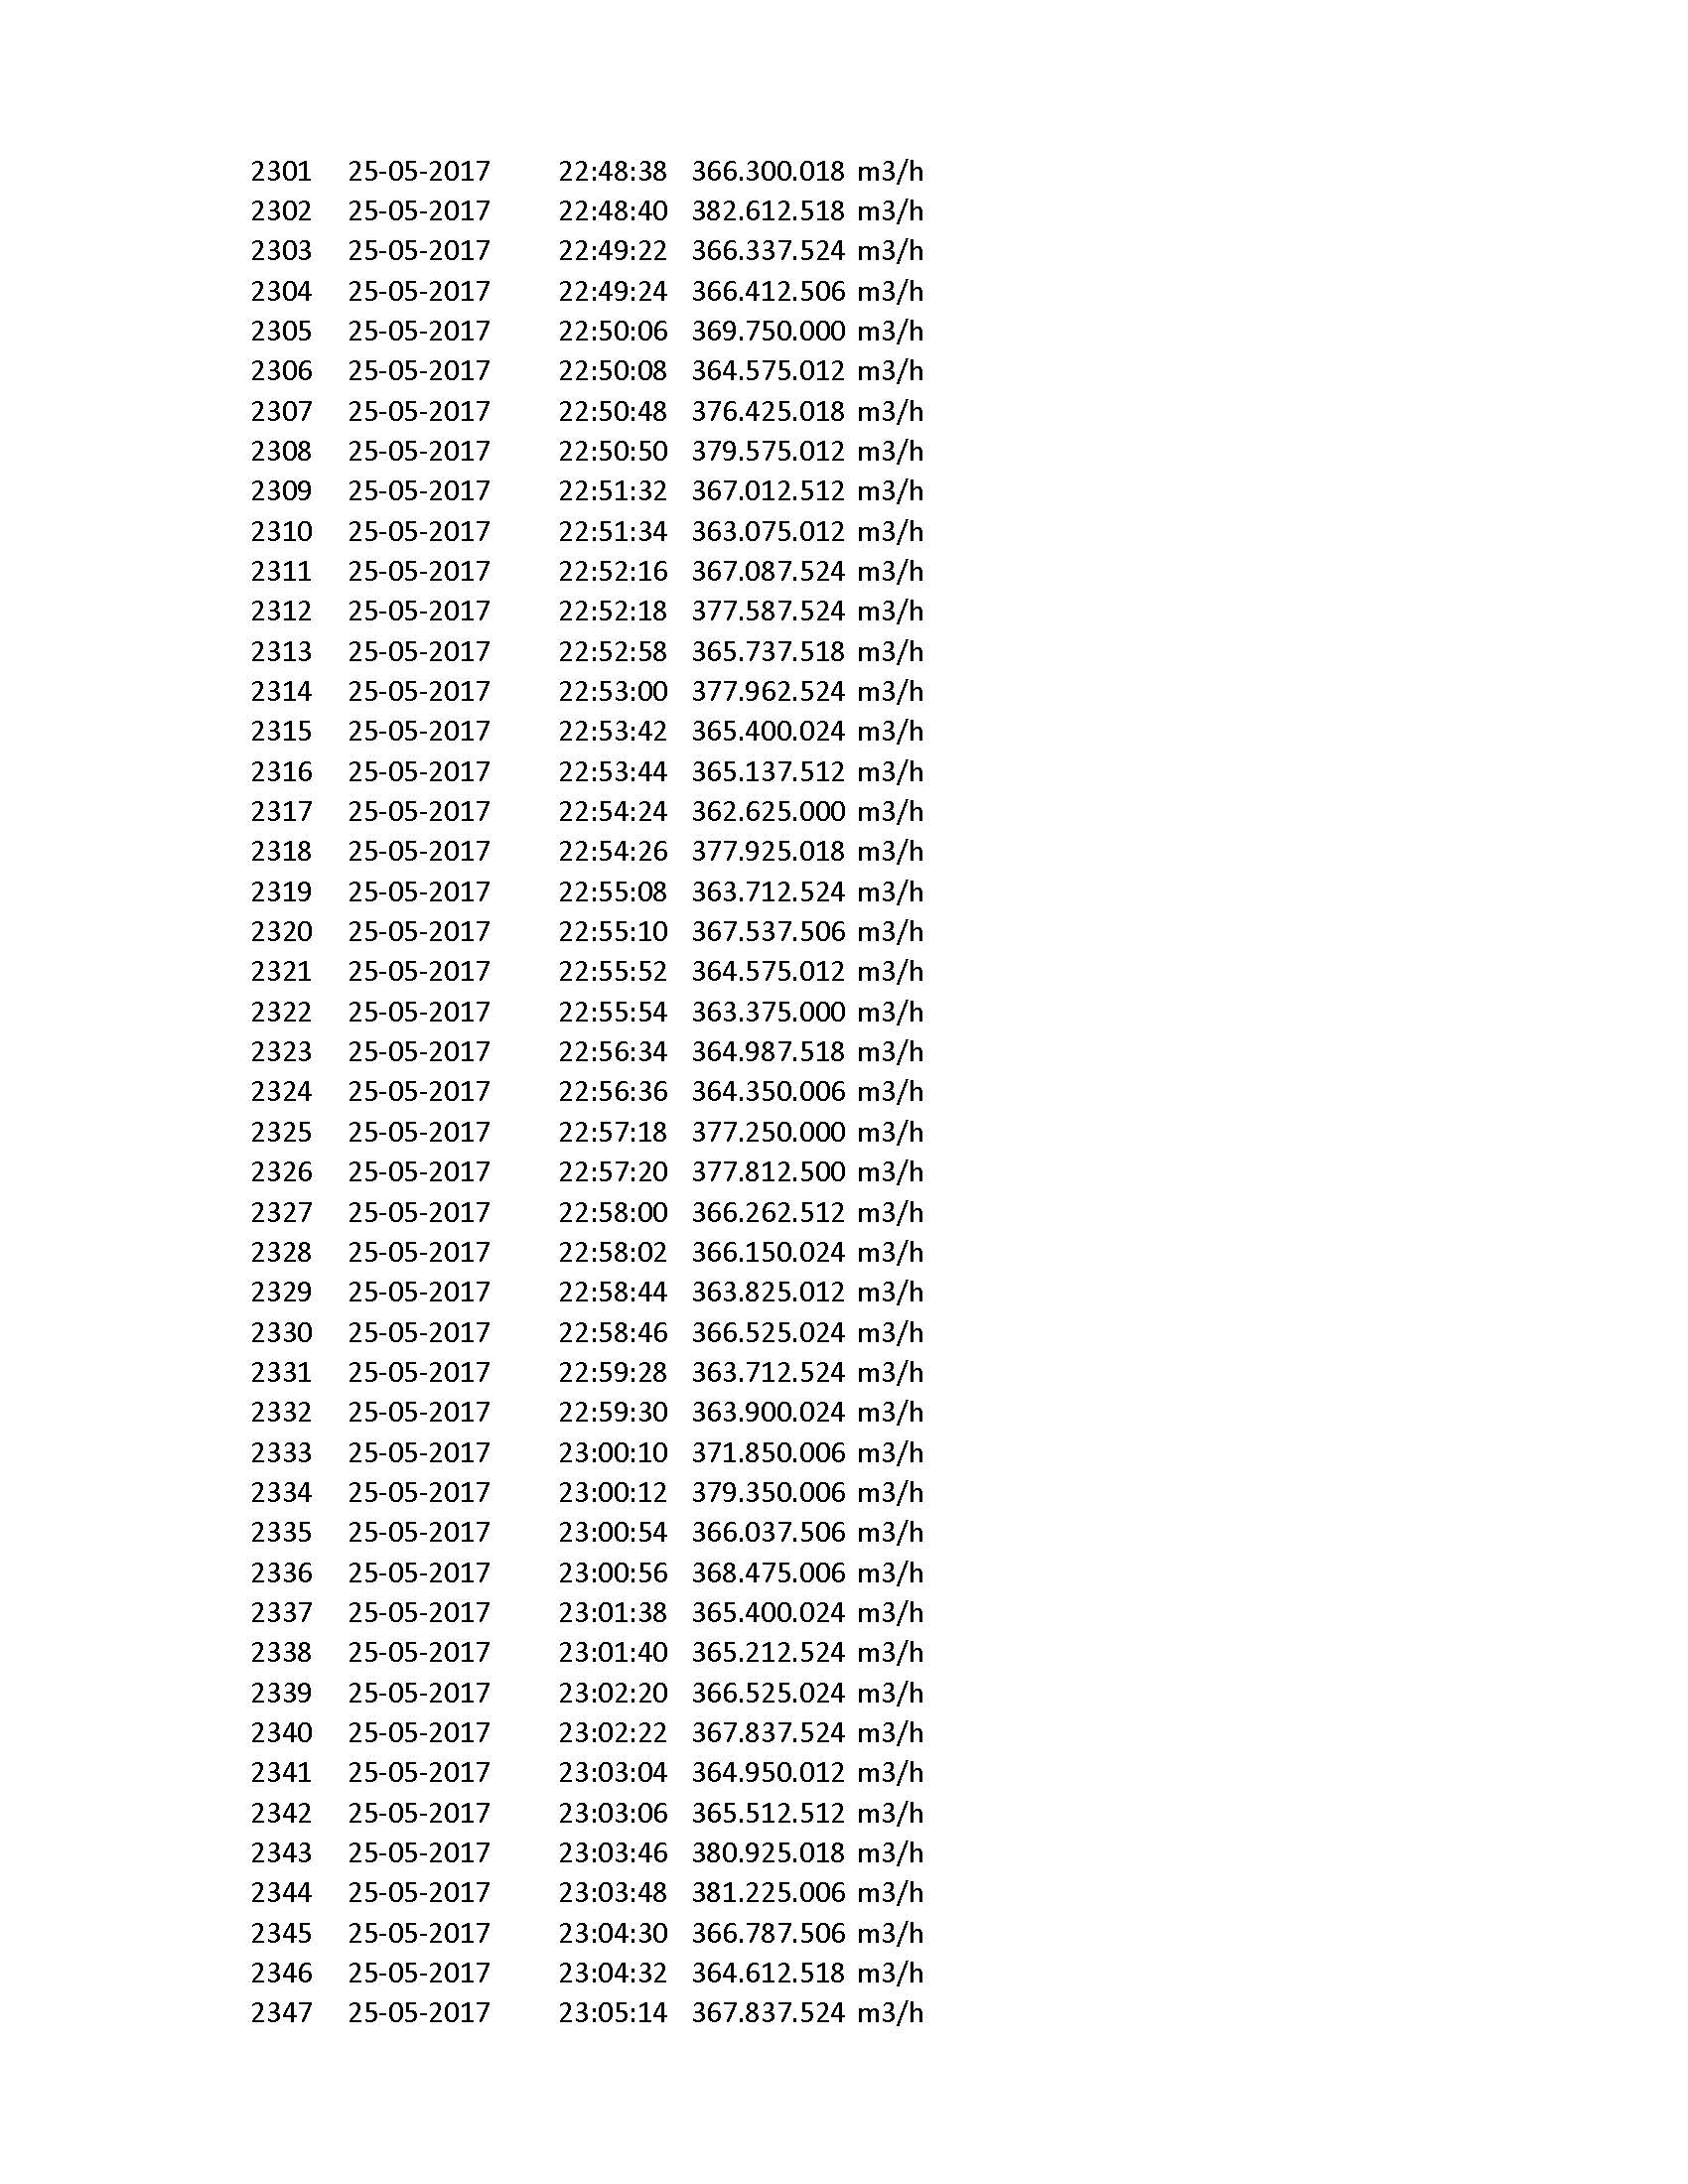 2301 25-05-2017 22:48:38 366.300.018 m3/h
2302 25-05-2017 22:48:40 382.612.518 m3/h
2303 25-05-2017 22:49:22 366.337.524 m3/h
2304 25-05-2017 22:49:24 366.412.506 m3/h
2305 25-05-2017 22:50:06 369.750.000 m3/h
2306 25-05-2017 22:50:08 364.575.012 m3/h
2307 25-05-2017 22:50:48 376.425.018 m3/h
2308 25-05-2017 22:50:50 379.575.012 m3/h
2309 25-05-2017 22:51:32 367.012.512 m3/h
2310 25-05-2017 22:51:34 363.075.012 m3/h
2311 25-05-2017 22:52:16 367.087.524 m3/h
2312 25-05-2017 22:52:18 377.587.524 m3/h
2313 25-05-2017 22:52:58 365.737.518 m3/h
2314 25-05-2017 22:53:00 377.962.524 m3/h
2315 25-05-2017 22:53:42 365.400.024 m3/h
2316 25-05-2017 22:53:44 365.137.512 m3/h
2317 25-05-2017 22:54:24 362.625.000 m3/h
2318 25-05-2017 22:54:26 377.925.018 m3/h
2319 25-05-2017 22:55:08 363.712.524 m3/h
2320 25-05-2017 22:55:10 367.537.506 m3/h
2321 25-05-2017 22:55:52 364.575.012 m3/h
2322 25-05-2017 22:55:54 363.375.000 m3/h
2323 25-05-2017 22:56:34 364.987.518 m3/h
2324 25-05-2017 22:56:36 364.350.006 m3/h
2325 25-05-2017 22:57:18 377.250.000 m3/h
2326 25-05-2017 22:57:20 377.812.500 m3/h
2327 25-05-2017 22:58:00 366.262.512 m3/h
2328 25-05-2017 22:58:02 366.150.024 m3/h
2329 25-05-2017 22:58:44 363.825.012 m3/h
2330 25-05-2017 22:58:46 366.525.024 m3/h
2331 25-05-2017 22:59:28 363.712.524 m3/h
2332 25-05-2017 22:59:30 363.900.024 m3/h
2333 25-05-2017 23:00:10 371.850.006 m3/h
2334 25-05-2017 23:00:12 379.350.006 m3/h
2335 25-05-2017 23:00:54 366.037.506 m3/h
2336 25-05-2017 23:00:56 368.475.006 m3/h
2337 25-05-2017 23:01:38 365.400.024 m3/h
2338 25-05-2017 23:01:40 365.212.524 m3/h
2339 25-05-2017 23:02:20 366.525.024 m3/h
2340 25-05-2017 23:02:22 367.837.524 m3/h
2341 25-05-2017 23:03:04 364.950.012 m3/h
2342 25-05-2017 23:03:06 365.512.512 m3/h
2343 25-05-2017 23:03:46 380.925.018 m3/h
2344 25-05-2017 23:03:48 381.225.006 m3/h
2345 25-05-2017 23:04:30 366.787.506 m3/h
2346 25-05-2017 23:04:32 364.612.518 m3/h
2347 25-05-2017 23:05:14 367.837.524 m3/h